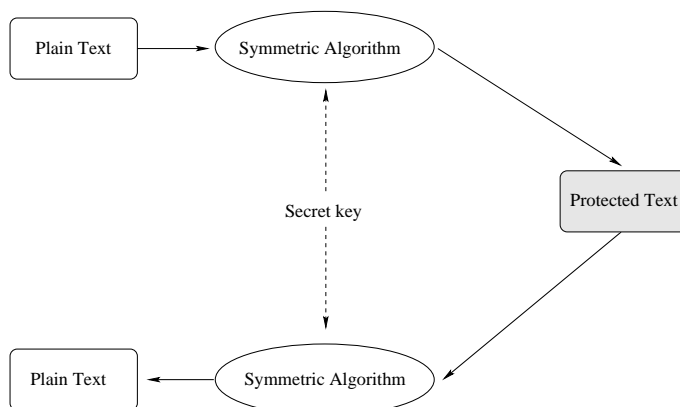 Plain Text
Symmetric Algorithm
Protected Text
Secret key
Plain Text
Symmetric Algorithm